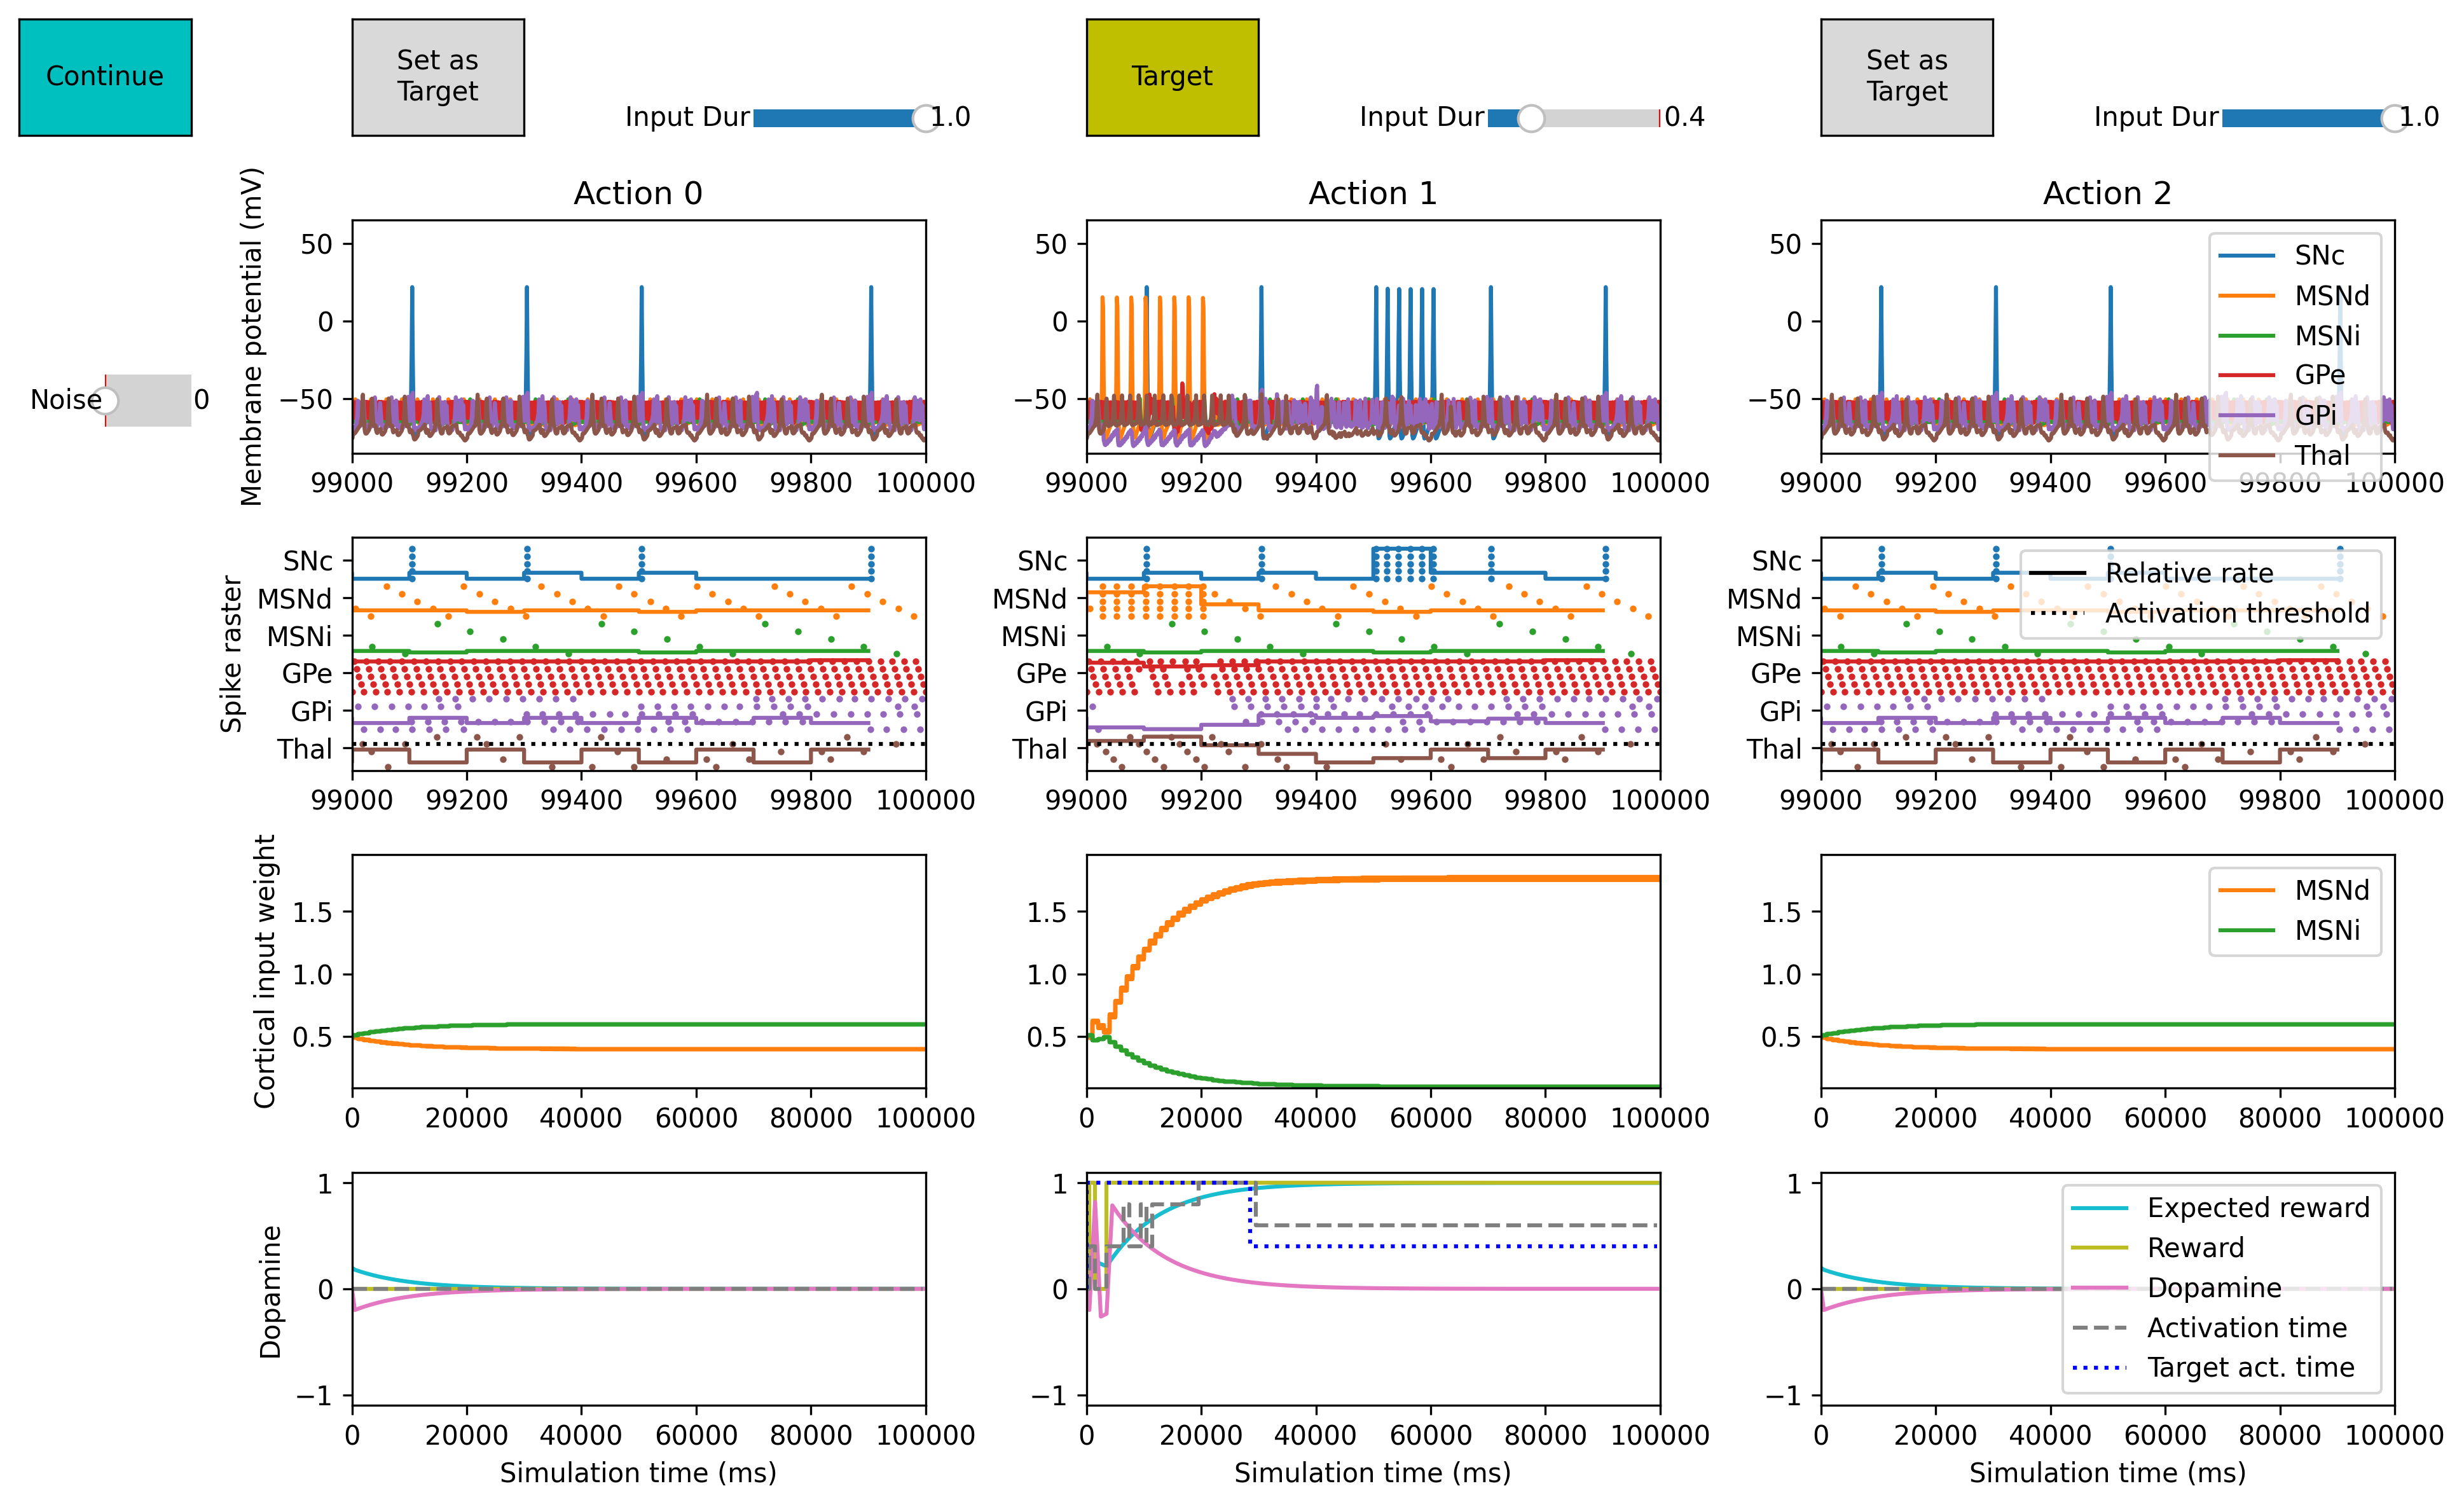 Continue
Set as
Target
Input Dur 1.0
Target
Input Dur 0.4
Set as
Target
Input Dur 1.0
Noise 0
Action 0
Action 1
Action 2
Membrane potential (mV)
50
0
−50
99000 99200 99400 99600 99800 100000
50
0
−50
99000 99200 99400 99600 99800 100000
50
0
−50
99000 99200 99400 99600 99800 100000
SNc
MSNd
MSNi
GPe
GPi
Thal
Spike raster
SNc
MSNd
MSNi
GPe
GPi
Thal
99000 99200 99400 99600 99800 100000
SNc
MSNd
MSNi
GPe
GPi
Thal
99000 99200 99400 99600 99800 100000
SNc
MSNd
MSNi
GPe
GPi
Thal
99000 99200 99400 99600 99800 100000
Relative rate
Activation threshold
Cortical input weight
1.5
1.0
0.5
0 20000 40000 60000 80000 100000
1.5
1.0
0.5
0 20000 40000 60000 80000 100000
1.5
1.0
0.5
0 20000 40000 60000 80000 100000
MSNd
MSNi
Dopamine
1
0
−1
0 20000 40000 60000 80000 100000
Simulation time (ms)
1
0
−1
0 20000 40000 60000 80000 100000
Simulation time (ms)
1
0
−1
0 20000 40000 60000 80000 100000
Simulation time (ms)
Expected reward
Reward
Dopamine
Activation time
Target act. time